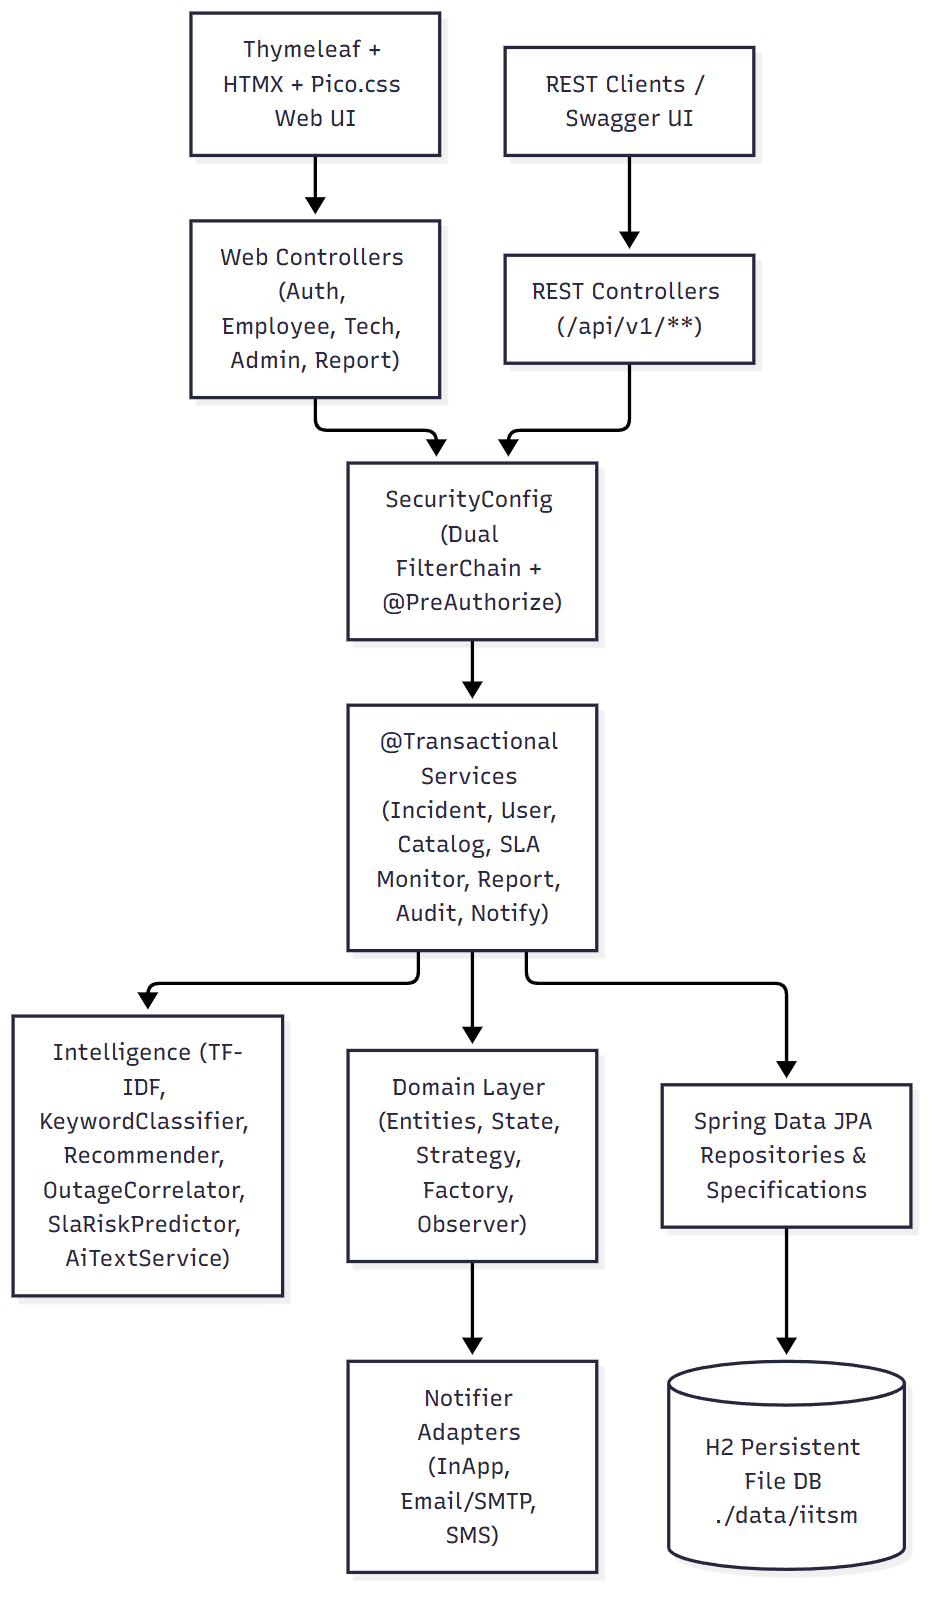 Thymeleaf +
HTMX + Pico.css
Web UI
REST Clients /
Swagger UI
Web Controllers
(Auth,
Employee, Tech,
Admin, Report)
REST Controllers
(/api/v1/**)
SecurityConfig
(Dual
FilterChain +
@PreAuthorize)
@Transactional
Services
(Incident, User,
Catalog, SLA
Monitor, Report,
Audit, Notify)
Intelligence (TF-
IDF,
KeywordClassifier,
Recommender,
OutageCorrelator,
SlaRiskPredictor,
AiTextService)
Domain Layer
(Entities, State,
Strategy,
Factory,
Observer)
Spring Data JPA
Repositories &
Specifications
Notifier
Adapters
(InApp,
Email/SMTP,
SMS)
H2 Persistent
File DB
./data/iitsm